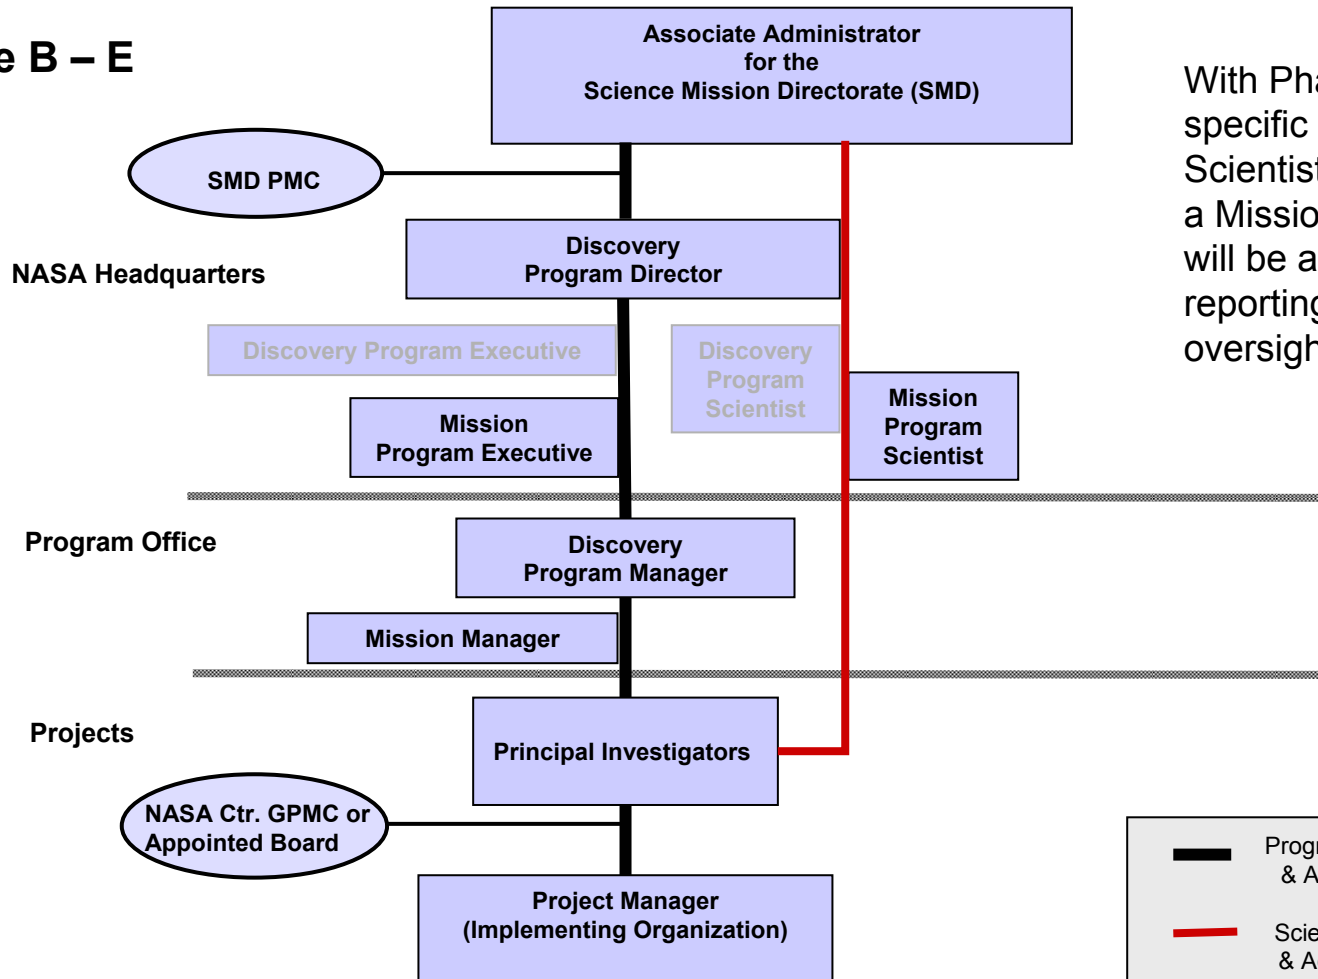 e B – E
Associate Administrator
for the
Science Mission Directorate (SMD)
With Pha
specific
Scientist
a Missio
will be a
reporting
oversigh
SMD PMC
NASA Headquarters
Discovery
Program Director
Discovery Program Executive
Discovery
Program
Scientist
Mission
Program Executive
Mission
Program
Scientist
Program Office
Discovery
Program Manager
Mission Manager
Projects
Principal Investigators
NASA Ctr. GPMC or
Appointed Board
Project Manager
(Implementing Organization)
Progr
& A
Scie
& A